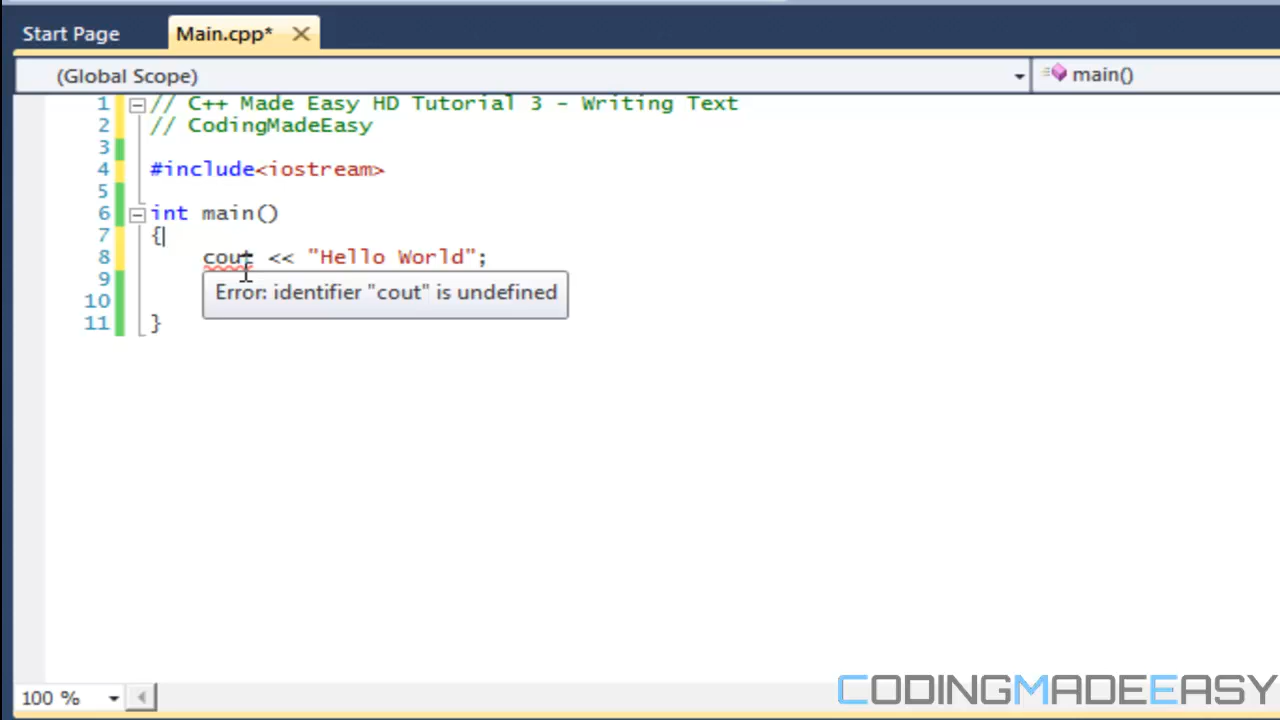 Start Page
Main.cpp*
(Global Scope)
main()
1 // C++ Made Easy HD Tutorial 3 - Writing Text
2 // CodingMadeEasy
3
4 #include<iostream>
5
6 int main()
7 {
8 cout << "Hello World";
9
Error: identifier "cout" is undefined
10
11 }
100 %
CODINGMADEEASY